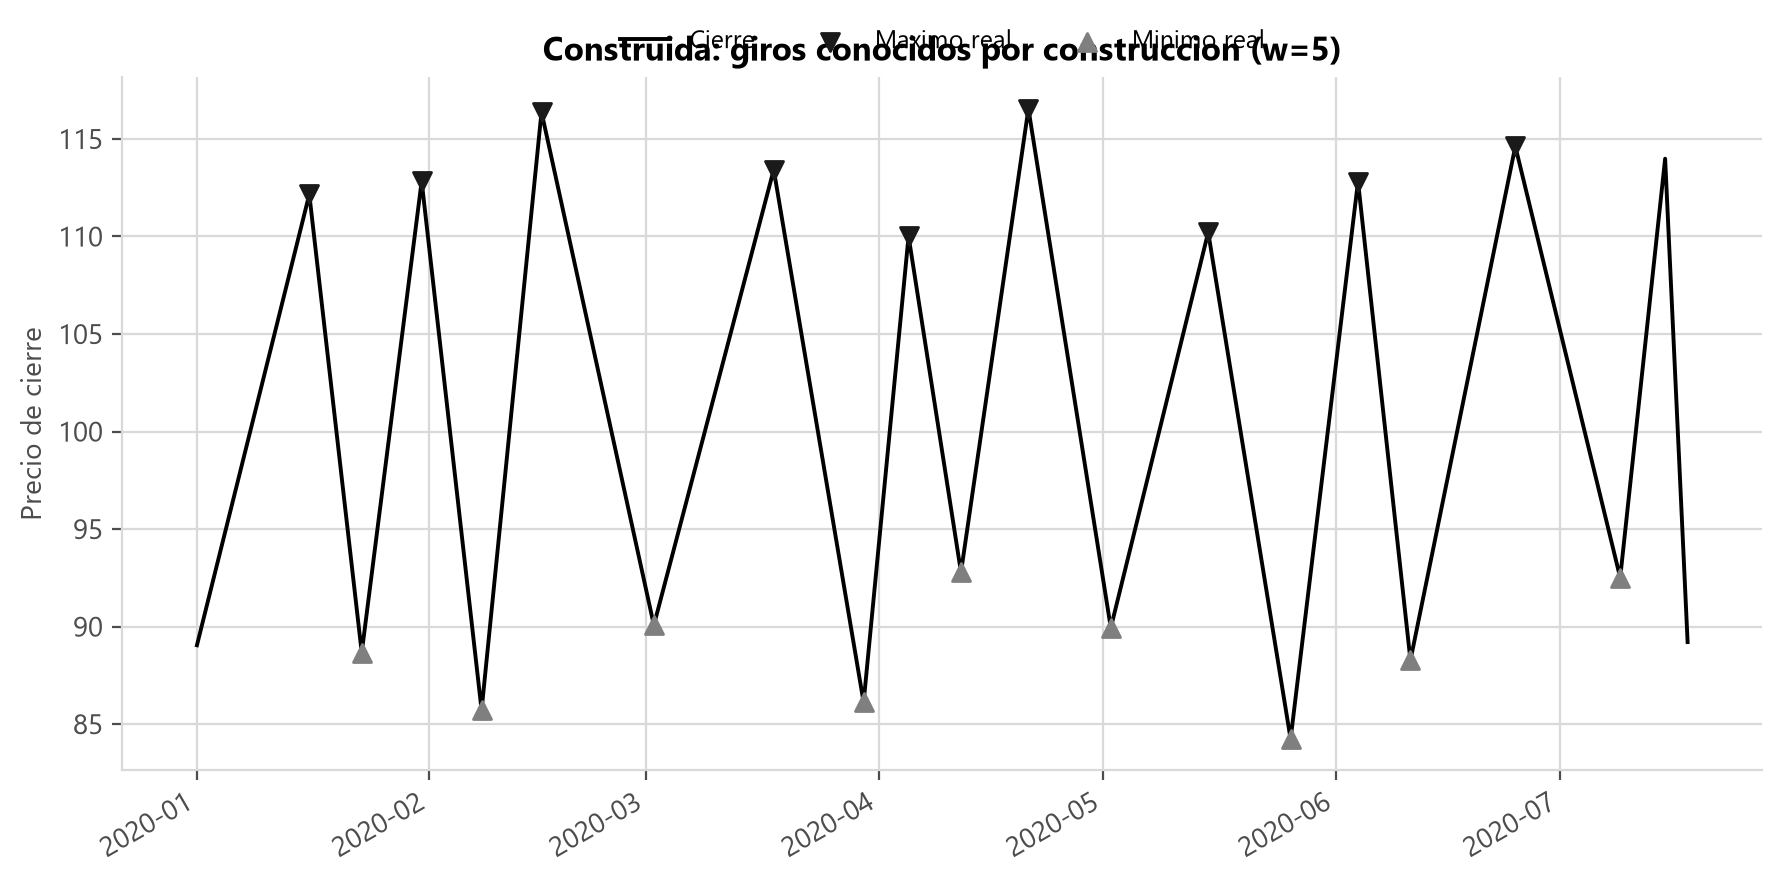 Cierre Maximo real Minimo real
Construida: giros conocidos por construccion (w=5)
115
110
105
100
95
90
85
Precio de cierre
2020-01 2020-02 2020-03 2020-04 2020-05 2020-06 2020-07